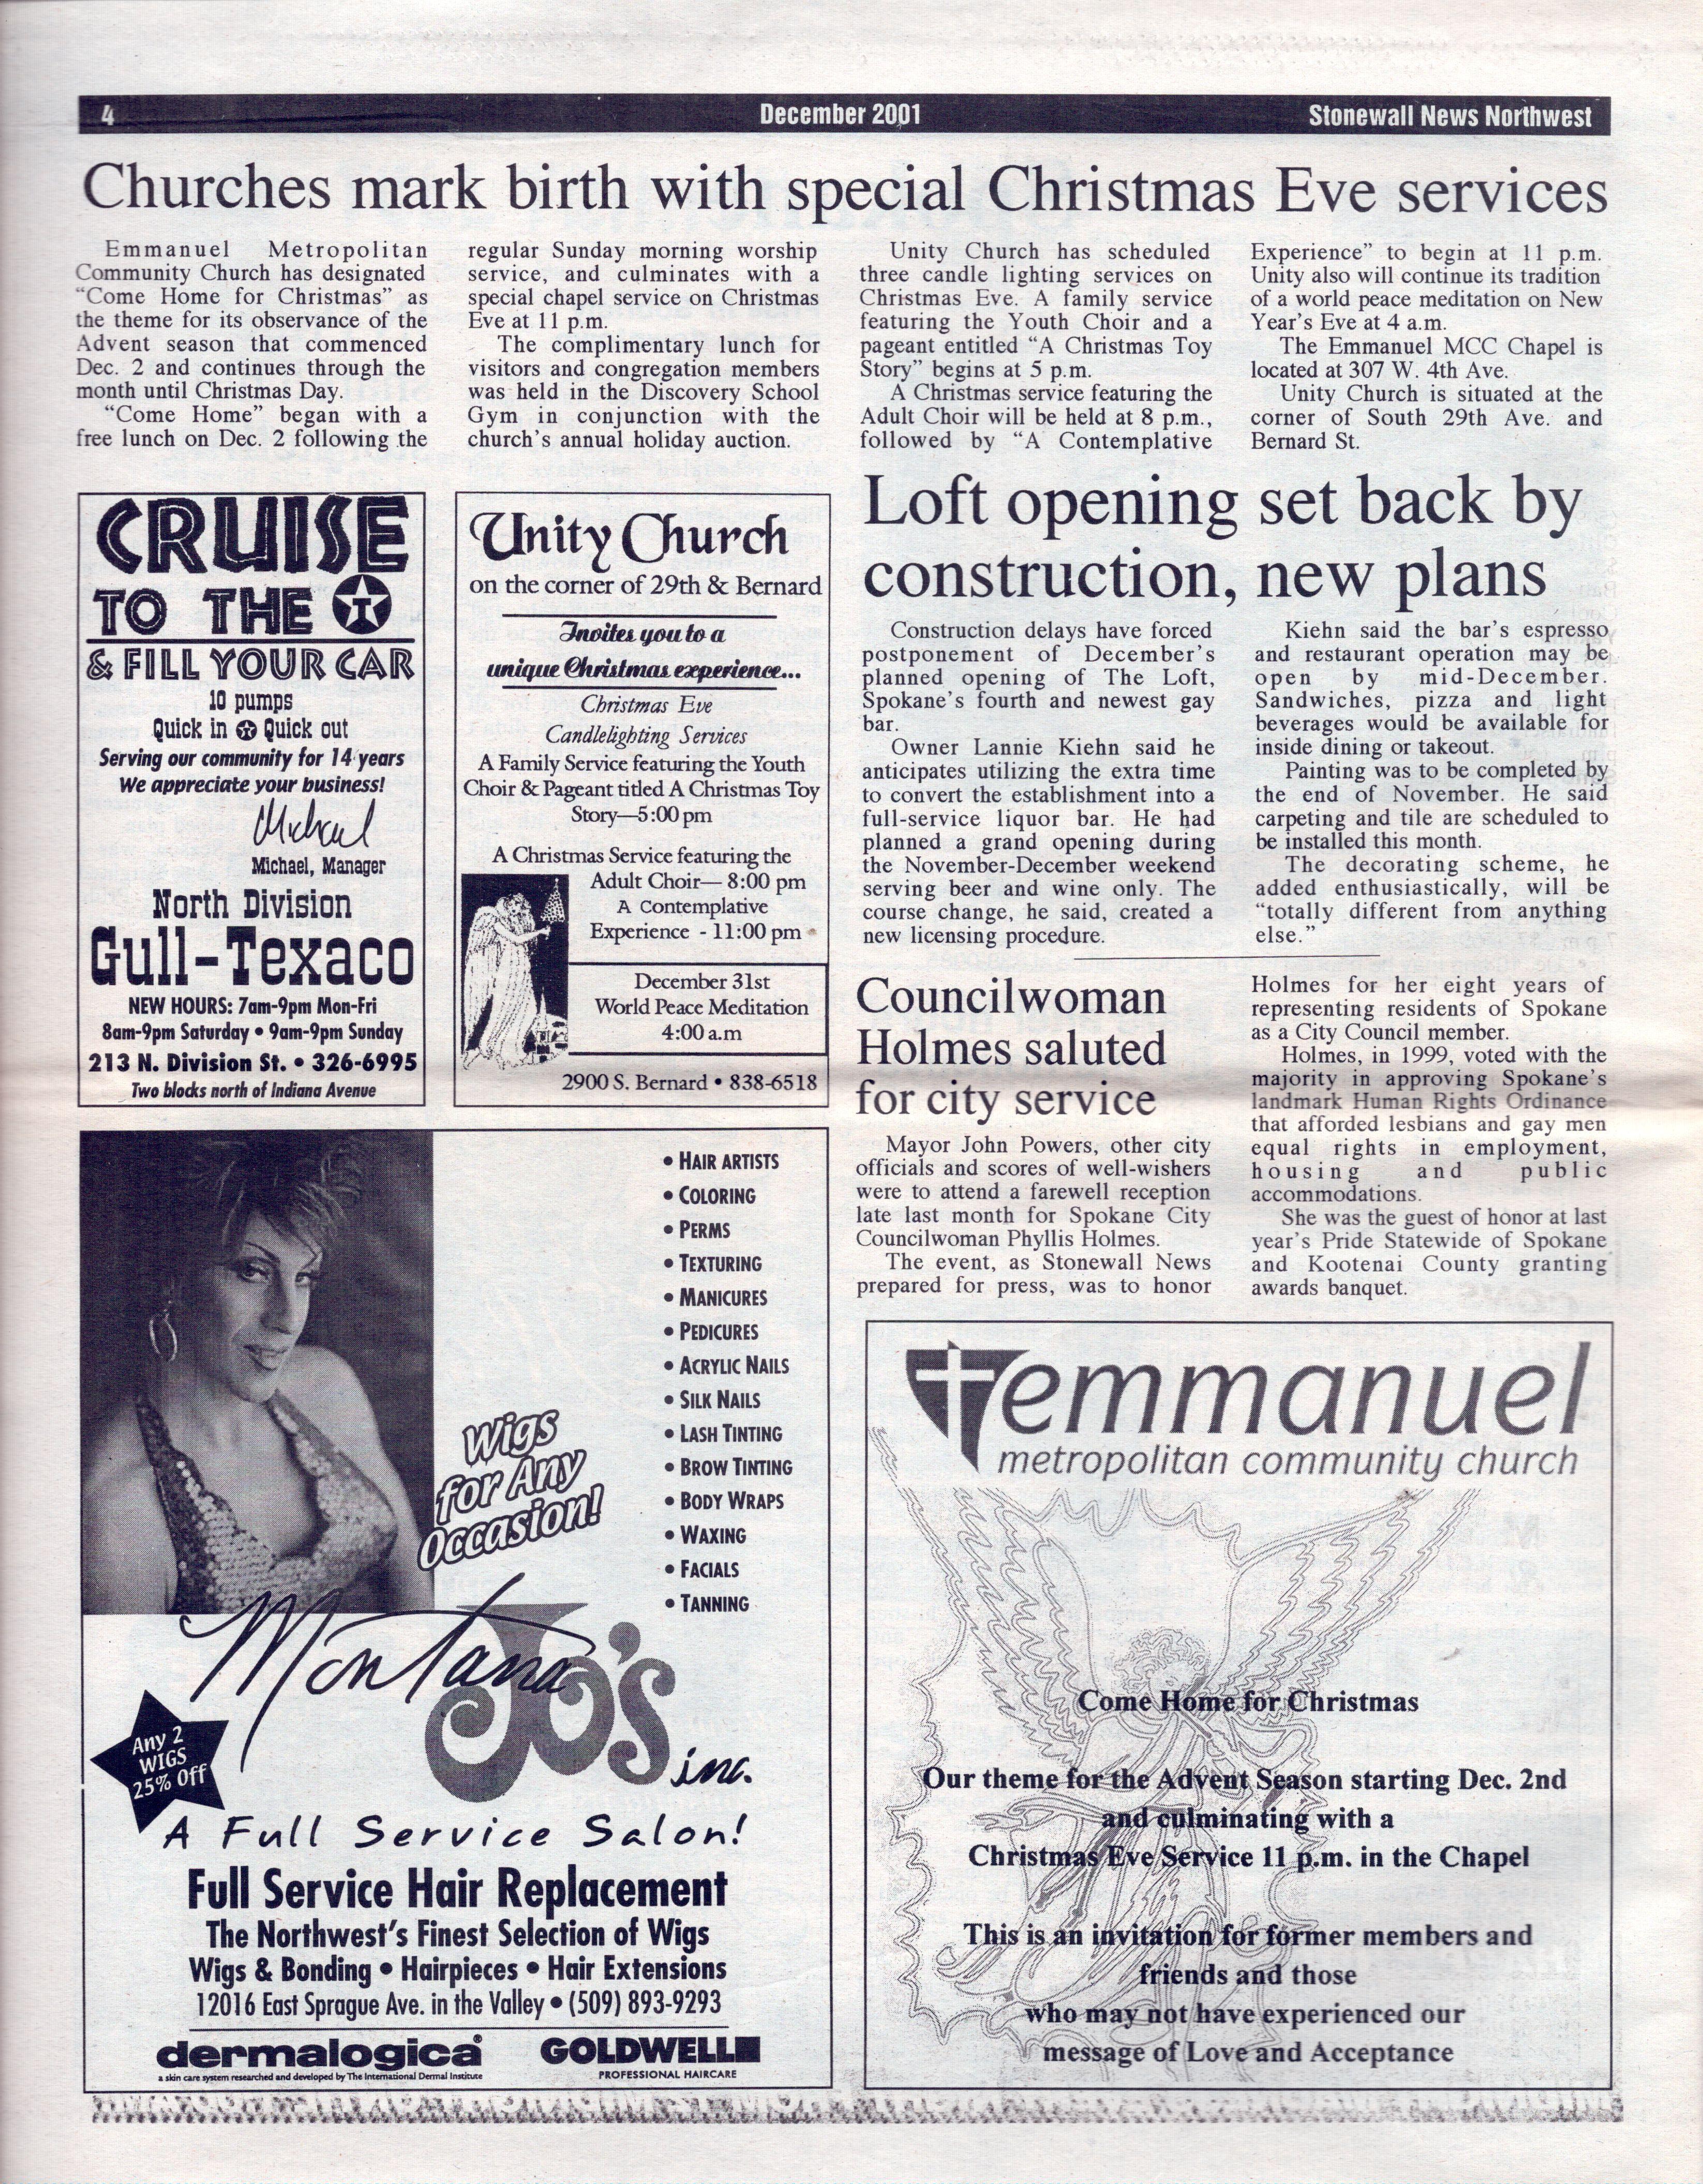 4
December 2001
Stonewall News Northwest
Churches mark birth with special Christmas Eve services
Emmanuel Metropolitan
Community Church has designated
“Come Home for Christmas” as
the theme for its observance of the
Advent season that commenced
Dec. 2 and continues through the
month until Christmas Day.
“Come Home” began with a
free lunch on Dec. 2 following the
regular Sunday morning worship
service, and culminates with a
special chapel service on Christmas
Eve at 11 p.m.
The complimentary lunch for
visitors and congregation members
was held in the Discovery School
Gym in conjunction with the
church’s annual holiday auction.
Unity Church has scheduled
three candle lighting services on
Christmas Eve. A family service
featuring the Youth Choir and a
pageant entitled “A Christmas Toy
Story” begins at 5 p.m.
A Christmas service featuring the
Adult Choir will be held at 8 p.m.,
followed by “A Contemplative
Experience” to begin at 11 p.m.
Unity also will continue its tradition
of a world peace meditation on New
Year’s Eve at 4 a.m.
The Emmanuel MCC Chapel is
located at 307 W. 4th Ave.
Unity Church is situated at the
corner of South 29th Ave. and
Bernard St.
CRUISE
TO THE T
& FILL YOUR CAR
10 pumps
Quick in T Quick out
Serving our community for 14 years
We appreciate your business!
Michael
Michael, Manager
North Division
Gull-Texaco
NEW HOURS: 7am-9pm Mon-Fri
8am-9pm Saturday • 9am-9pm Sunday
213 N. Division St. • 326-6995
Two blocks north of Indiana Avenue
Unity Church
on the corner of 29th & Bernard
Invites you to a
unique Christmas experience...
Christmas Eve
Candlelighting Services
A Family Service featuring the Youth
Choir & Pageant titled A Christmas Toy
Story—5:00 pm
A Christmas Service featuring the
Adult Choir— 8:00 pm
A Contemplative
Experience - 11:00 pm
December 31st
World Peace Meditation
4:00 a.m
2900 S. Bernard • 838-6518
Loft opening set back by
construction, new plans
Construction delays have forced
postponement of December’s
planned opening of The Loft,
Spokane’s fourth and newest gay
bar.
Owner Lannie Kiehn said he
anticipates utilizing the extra time
to convert the establishment into a
full-service liquor bar. He had
planned a grand opening during
the November-December weekend
serving beer and wine only. The
course change, he said, created a
new licensing procedure.
Kiehn said the bar’s espresso
and restaurant operation may be
open by mid-December.
Sandwiches, pizza and light
beverages would be available for
inside dining or takeout.
Painting was to be completed by
the end of November. He said
carpeting and tile are scheduled to
be installed this month.
The decorating scheme, he
added enthusiastically, will be
“totally different from anything
else.”
Councilwoman
Holmes saluted
for city service
Mayor John Powers, other city
officials and scores of well-wishers
were to attend a farewell reception
late last month for Spokane City
Councilwoman Phyllis Holmes.
The event, as Stonewall News
prepared for press, was to honor
Holmes for her eight years of
representing residents of Spokane
as a City Council member.
Holmes, in 1999, voted with the
majority in approving Spokane’s
landmark Human Rights Ordinance
that afforded lesbians and gay men
equal rights in employment,
housing and public
accommodations.
She was the guest of honor at last
year’s Pride Statewide of Spokane
and Kootenai County granting
awards banquet.
• HAIR ARTISTS
• COLORING
• PERMS
• TEXTURING
• MANICURES
• PEDICURES
• ACRYLIC NAILS
• SILK NAILS
• LASH TINTING
• BROW TINTING
• BODY WRAPS
• WAXING
• FACIALS
• TANNING
Wigs
for Any
Occasion!
Montana Jo's inc.
Any 2
WIGS
25% Off
A Full Service Salon!
Full Service Hair Replacement
The Northwest’s Finest Selection of Wigs
Wigs & Bonding • Hairpieces • Hair Extensions
12016 East Sprague Ave. in the Valley • (509) 893-9293
dermalogica®
a skin care system researched and developed by The International Dermal Institute
GOLDWELL
PROFESSIONAL HAIRCARE
emmanuel
metropolitan community church
Come Home for Christmas
Our theme for the Advent Season starting Dec. 2nd
and culminating with a
Christmas Eve Service 11 p.m. in the Chapel
This is an invitation for former members and
friends and those
who may not have experienced our
message of Love and Acceptance